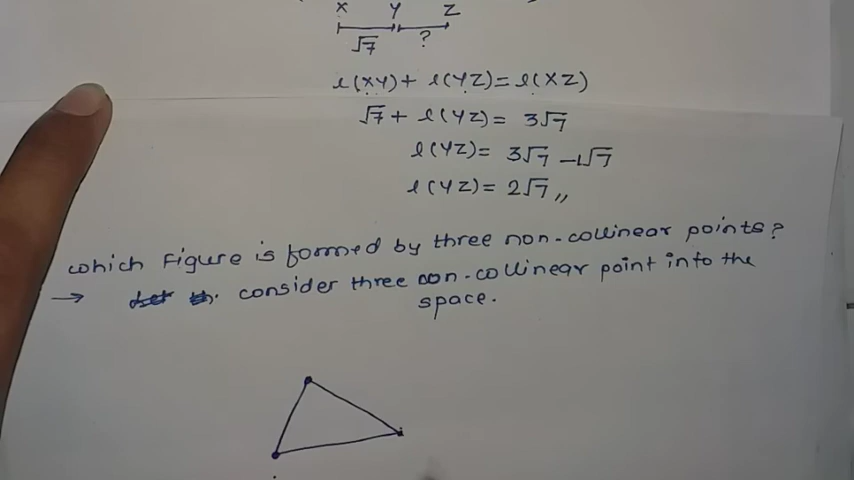 X Y Z
√7 ?
l(XY) + l(YZ) = l(XZ)
√7 + l(YZ) = 3√7
l(YZ) = 3√7 - 1√7
l(YZ) = 2√7 ,,
which Figure is formed by three non-collinear points?
→ consider three non-collinear point into the
space.